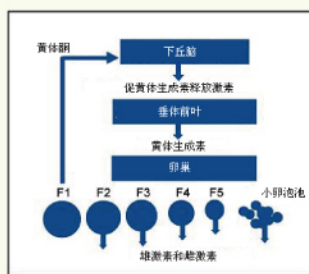 黄体酮
下丘脑
促黄体生成素释放激素
垂体前叶
黄体生成素
卵巢
F1 F2 F3 F4 F5 小卵泡池
雄激素和雌激素